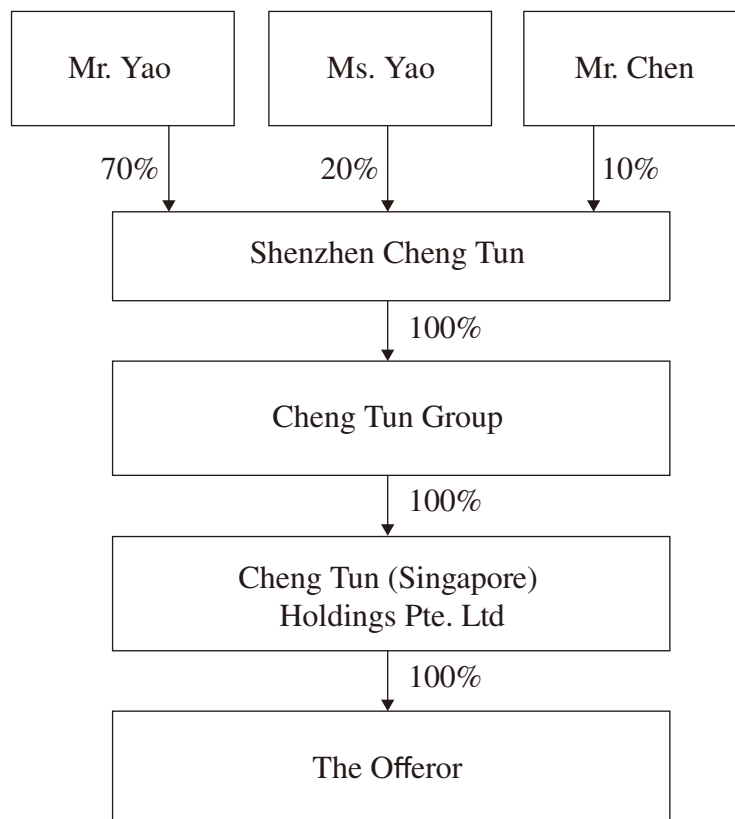 Mr. Yao
Ms. Yao
Mr. Chen
70%
20%
10%
Shenzhen Cheng Tun
100%
Cheng Tun Group
100%
Cheng Tun (Singapore)
Holdings Pte. Ltd
100%
The Offeror